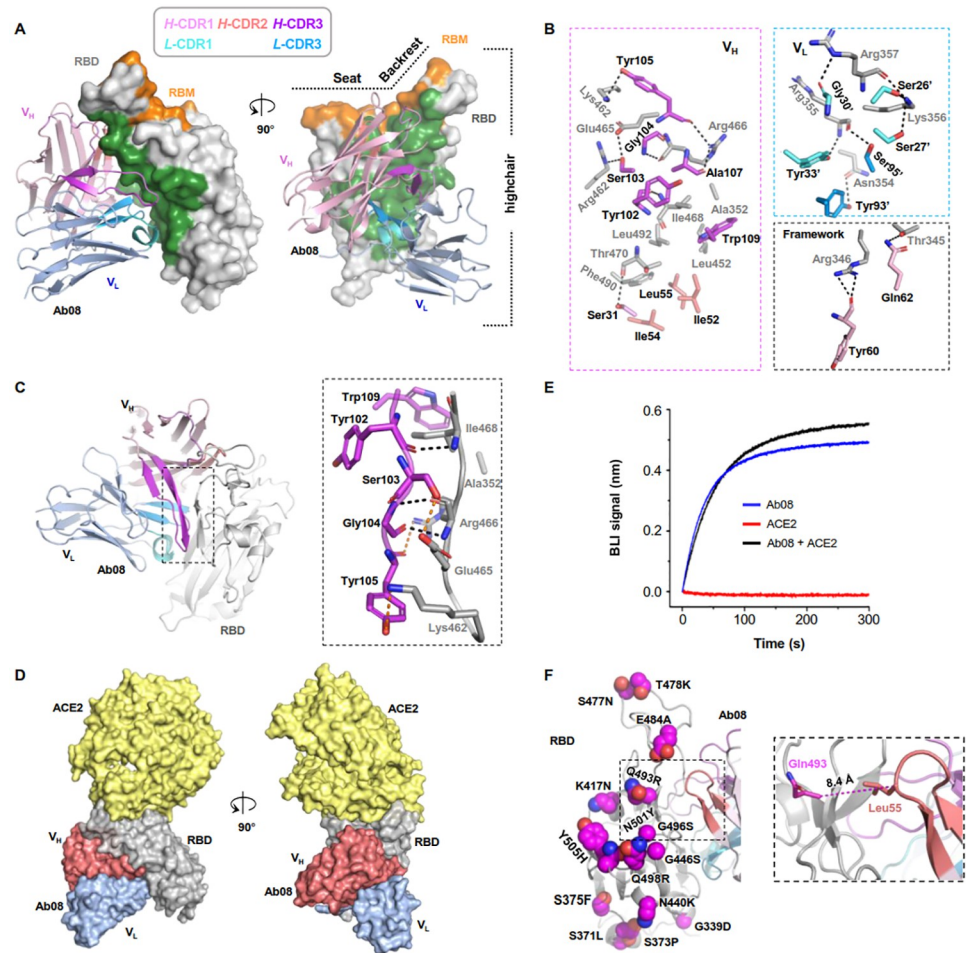 A
H-CDR1 H-CDR2 H-CDR3
L-CDR1 L-CDR3
RBD
RBM
VH
Ab08
VL
90°
Seat
Backrest
RBM
RBD
VH
highchair
Ab08
VL
B
VH
Tyr105
Lys462
Glu465
Gly104
Arg466
Ser103
Ala107
Arg462
Tyr102
Ala352
Ile468
Leu492
Trp109
Thr470
Leu452
Phe490
Leu55
Ser31
Ile52
Ile54
VL
Arg357
Gly30'
Ser26'
Arg355
Lys356
Ser27'
Ser95'
Tyr33'
Asn354
Tyr93'
Framework
Thr345
Arg346
Gln62
Tyr60
C
VH
VL
Ab08
RBD
Trp109
Tyr102
Ile468
Ser103
Ala352
Gly104
Arg466
Glu465
Tyr105
Lys462
E
BLI signal (nm)
0.6
0.4
0.2
0.0
Ab08
ACE2
Ab08 + ACE2
0 50 100 150 200 250 300
Time (s)
D
ACE2
VH
RBD
Ab08
VL
90°
ACE2
RBD
VH
Ab08
VL
F
T478K
S477N
E484A
Ab08
RBD
Q493R
K417N
N501Y
G496S
Y505H
G446S
Q498R
S375F
N440K
G339D
S371L
S373P
Gln493
8.4 Å
Leu55